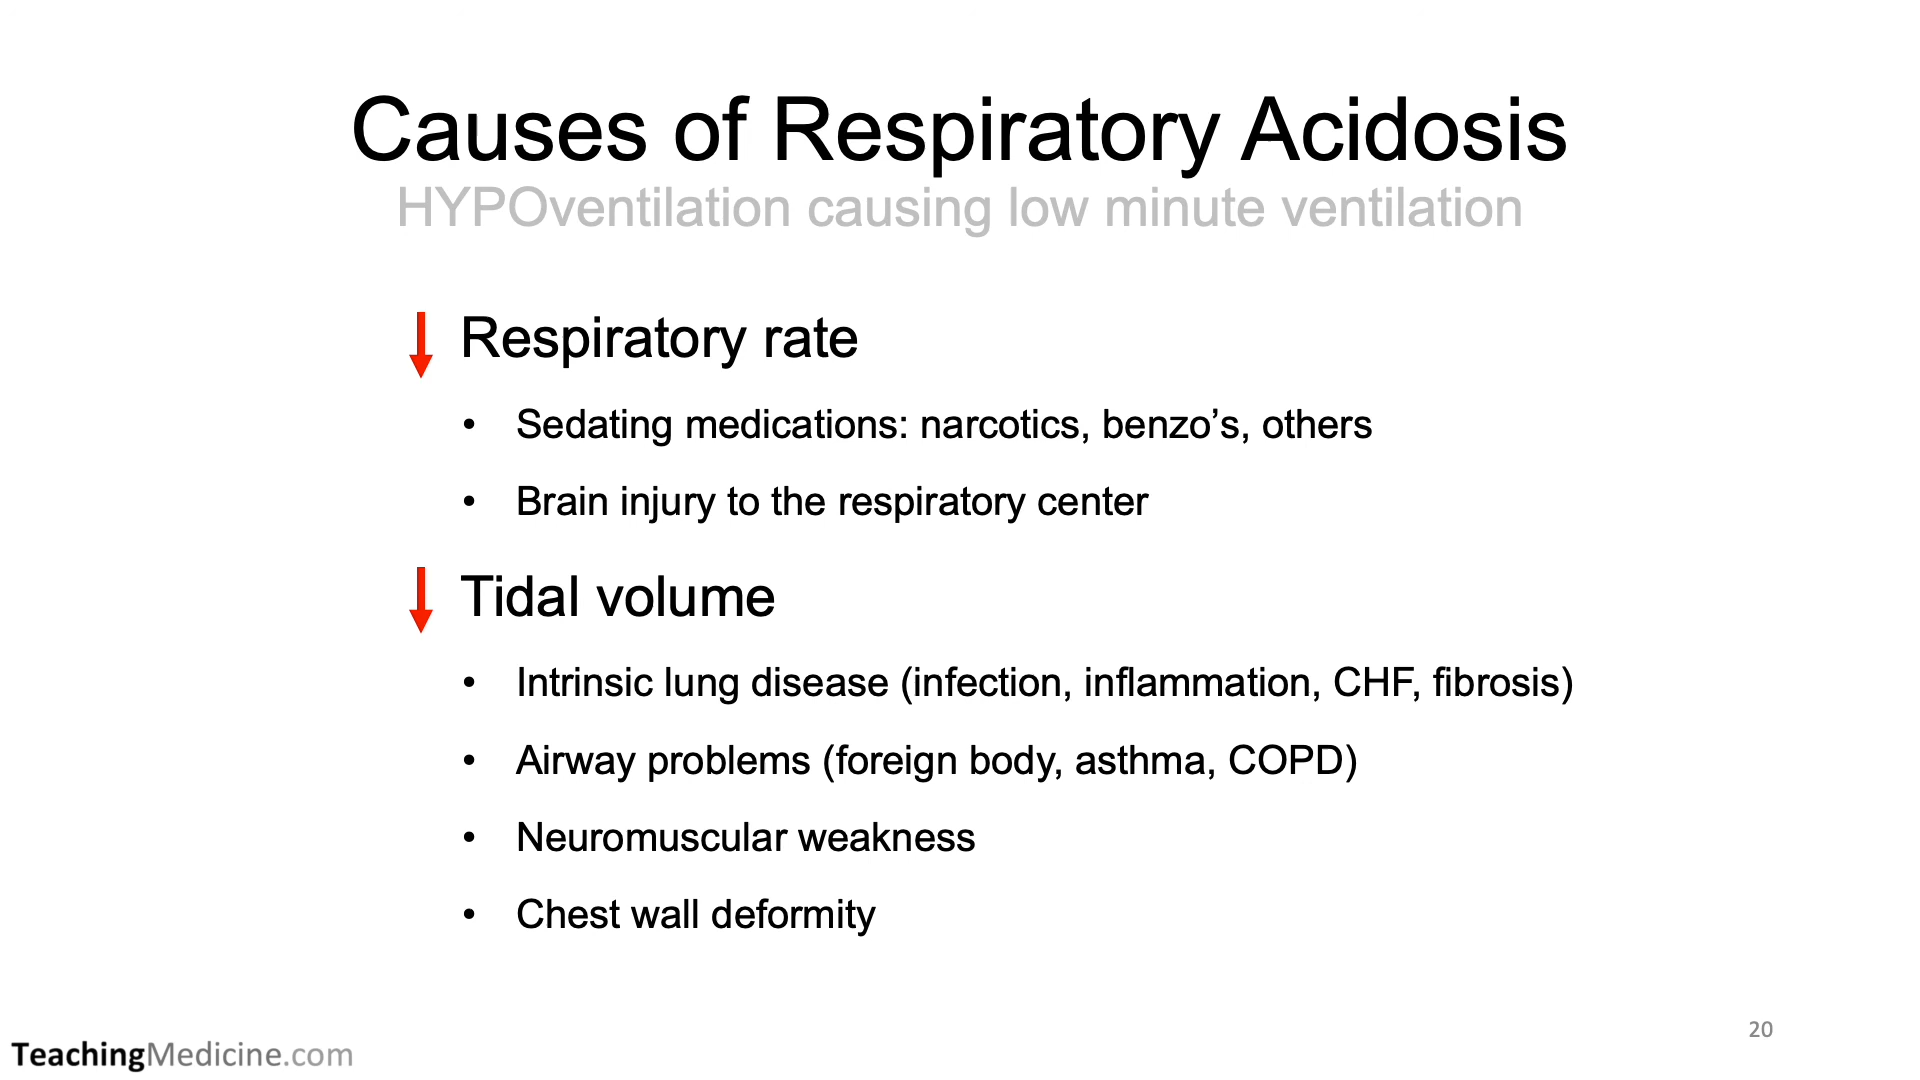 Causes of Respiratory Acidosis
HYPOventilation causing low minute ventilation
Respiratory rate
• Sedating medications: narcotics, benzo’s, others
• Brain injury to the respiratory center
Tidal volume
• Intrinsic lung disease (infection, inflammation, CHF, fibrosis)
• Airway problems (foreign body, asthma, COPD)
• Neuromuscular weakness
• Chest wall deformity
20
TeachingMedicine.com